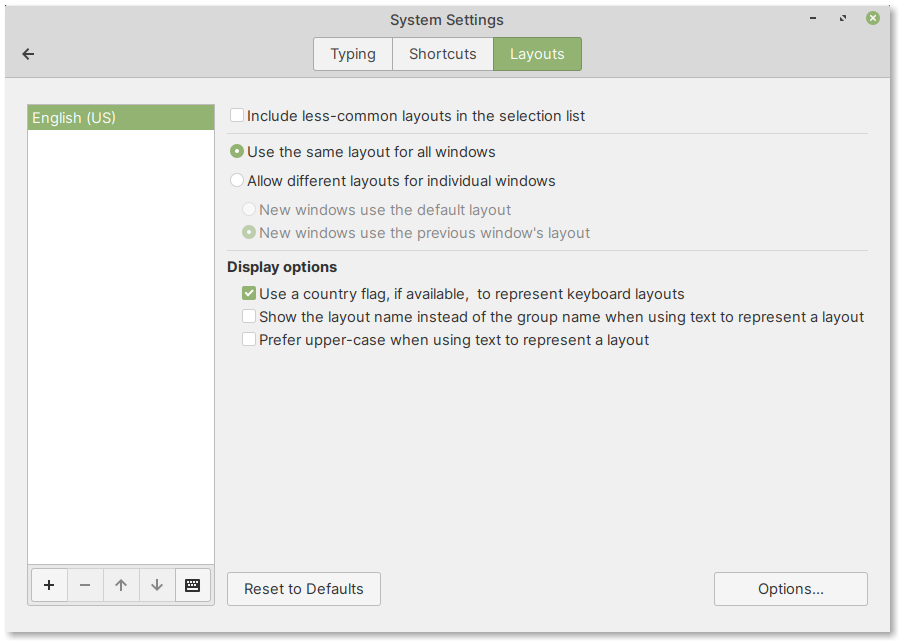 System Settings
Typing Shortcuts Layouts
English (US)
Include less-common layouts in the selection list
Use the same layout for all windows
Allow different layouts for individual windows
New windows use the default layout
New windows use the previous window's layout
Display options
Use a country flag, if available,  to represent keyboard layouts
Show the layout name instead of the group name when using text to represent a layout
Prefer upper-case when using text to represent a layout
Reset to Defaults
Options...